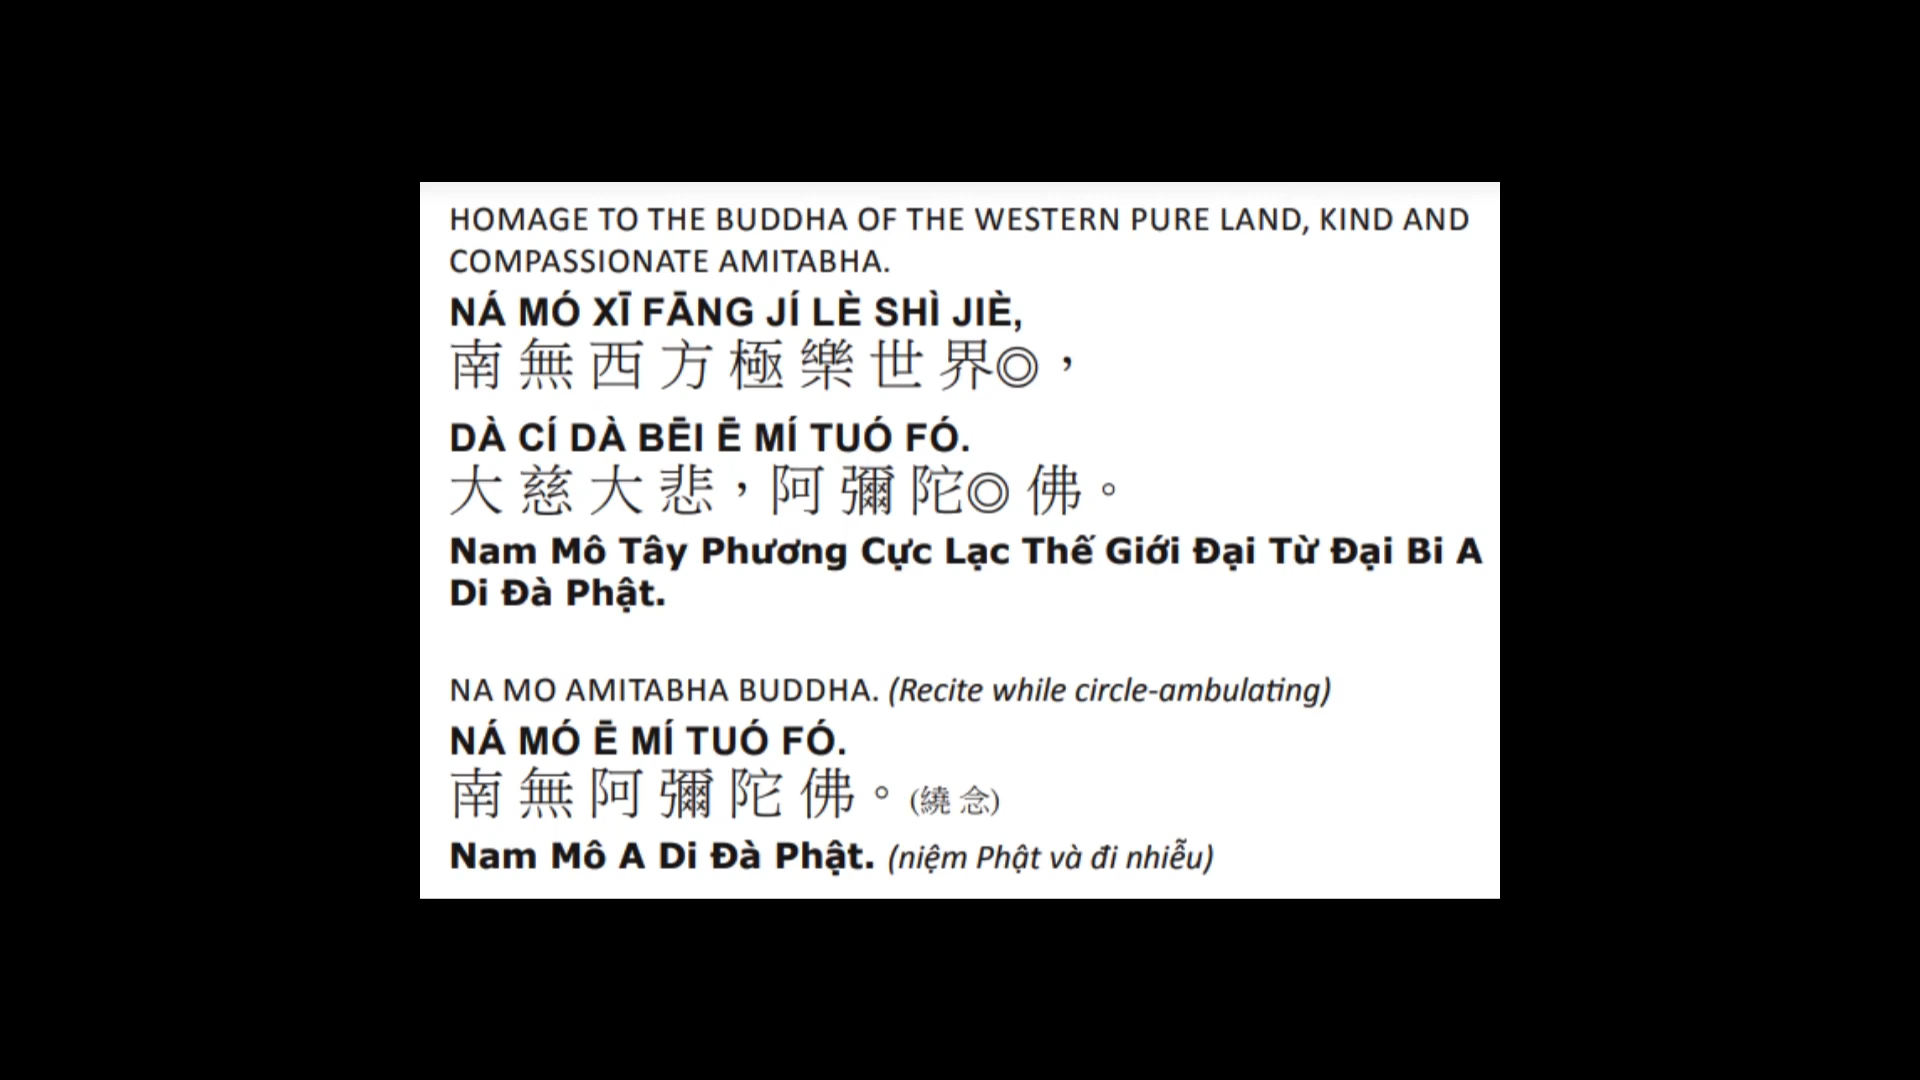 HOMAGE TO THE BUDDHA OF THE WESTERN PURE LAND, KIND AND
COMPASSIONATE AMITABHA.
NÁ MÓ XĪ FĀNG JÍ LÈ SHÌ JIÈ,
南 無 西 方 極 樂 世 界◎，
DÀ CÍ DÀ BĒI Ē MÍ TUÓ FÓ.
大 慈 大 悲，阿 彌 陀◎ 佛。
Nam Mô Tây Phương Cực Lạc Thế Giới Đại Từ Đại Bi A
Di Đà Phật.
NA MO AMITABHA BUDDHA. (Recite while circle-ambulating)
NÁ MÓ Ē MÍ TUÓ FÓ.
南 無 阿 彌 陀 佛。(繞 念)
Nam Mô A Di Đà Phật. (niệm Phật và đi nhiễu)